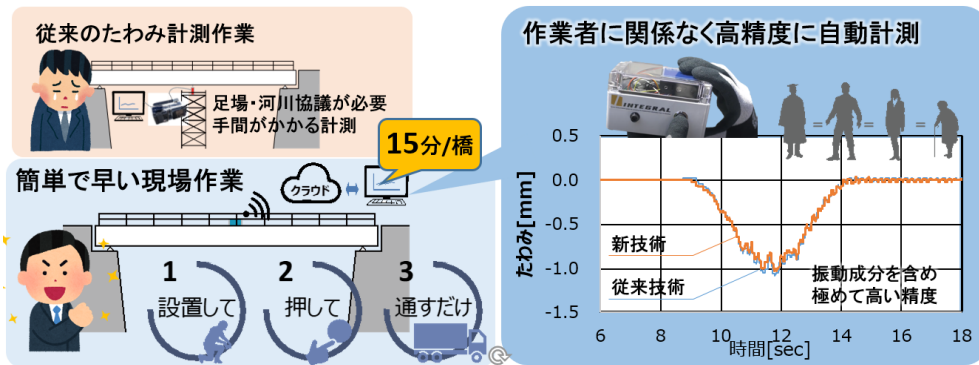 従来のたわみ計測作業
足場・河川協議が必要
手間がかかる計測
簡単で早い現場作業
15分/橋
クラウド
1
設置して
2
押して
3
通すだけ
作業者に関係なく高精度に自動計測
INTEGRAL
= = =
たわみ[mm]
0.5
0.0
-0.5
-1.0
-1.5
新技術
従来技術
振動成分を含め
極めて高い精度
6 8 10 12 14 16 18
時間[sec]